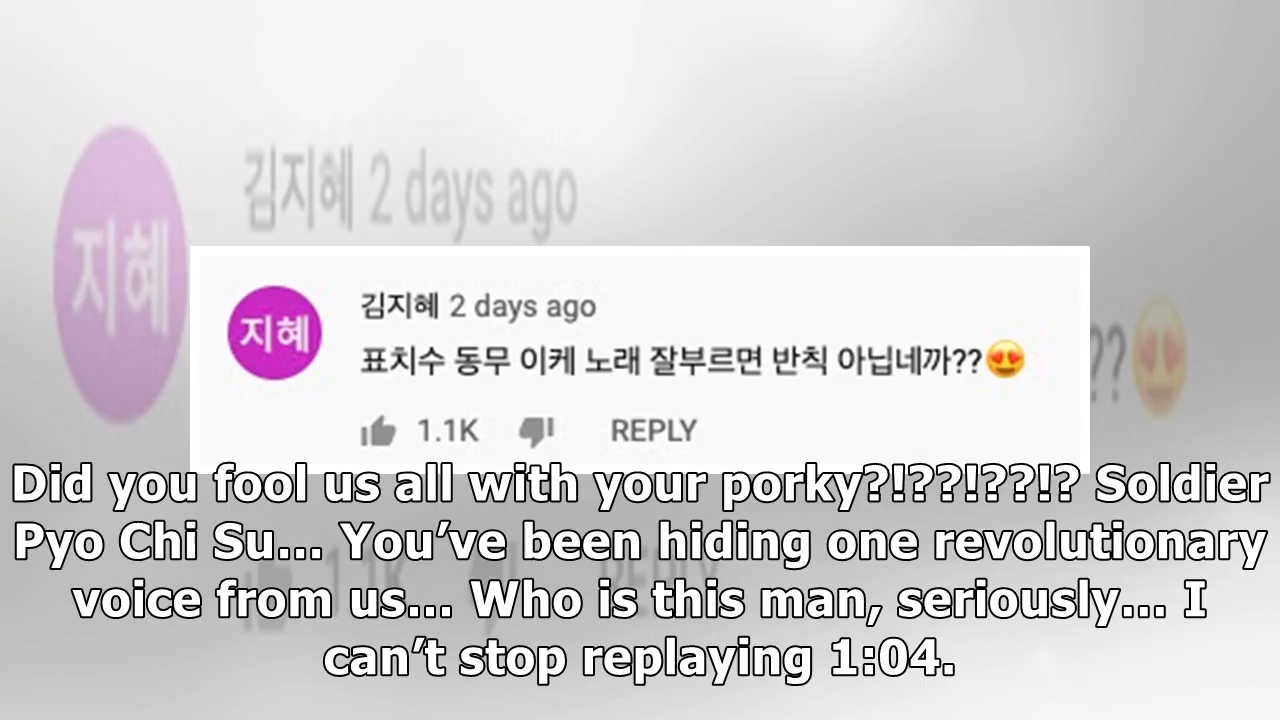 김지혜 2 days ago
지혜
??😍
김지혜 2 days ago
지혜
표치수 동무 이케 노래 잘부르면 반칙 아닙네까??😍
1.1K REPLY
Did you fool us all with your porky?!??!??!? Soldier
Pyo Chi Su... You’ve been hiding one revolutionary
voice from us... Who is this man, seriously... I
can’t stop replaying 1:04.